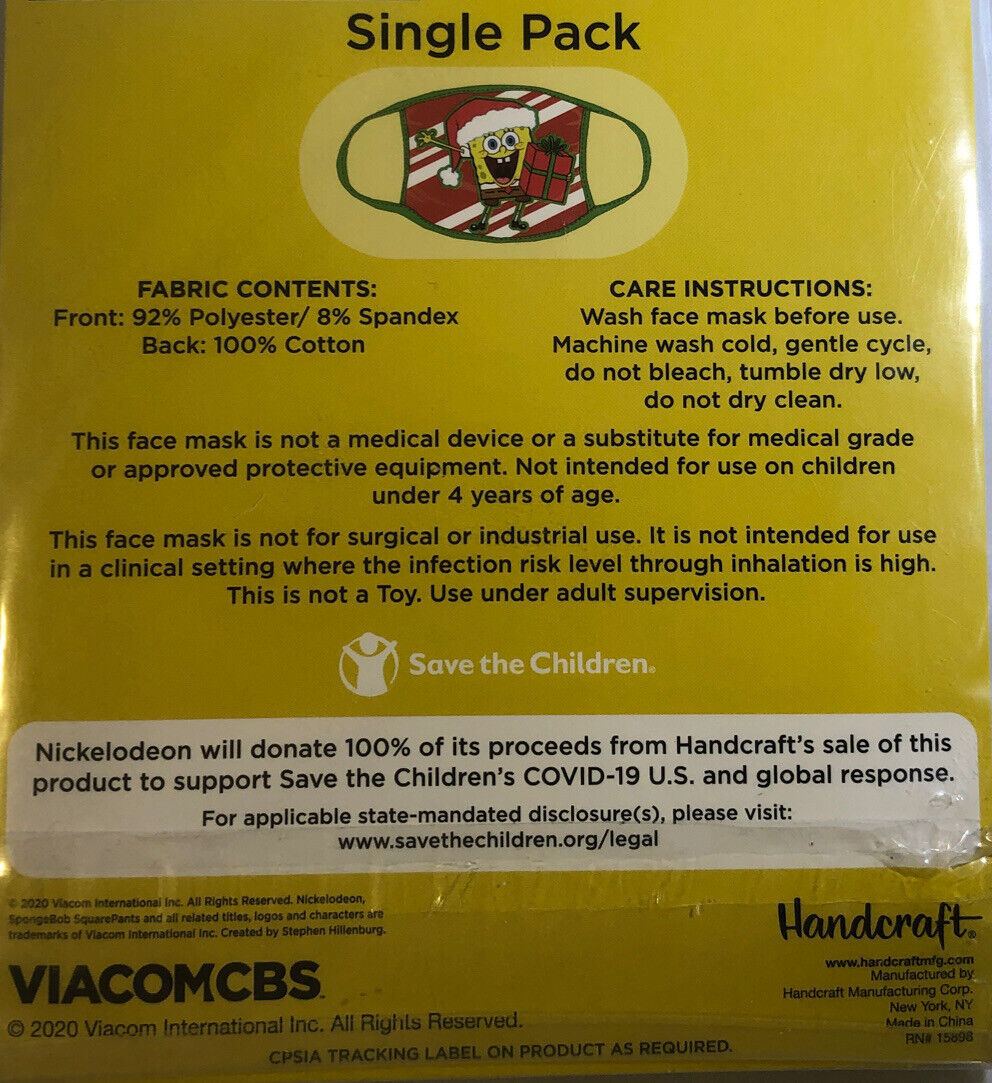 Single Pack
FABRIC CONTENTS:
Front: 92% Polyester/ 8% Spandex
Back: 100% Cotton
CARE INSTRUCTIONS:
Wash face mask before use.
Machine wash cold, gentle cycle,
do not bleach, tumble dry low,
do not dry clean.
This face mask is not a medical device or a substitute for medical grade
or approved protective equipment. Not intended for use on children
under 4 years of age.
This face mask is not for surgical or industrial use. It is not intended for use
in a clinical setting where the infection risk level through inhalation is high.
This is not a Toy. Use under adult supervision.
Save the Children®
Nickelodeon will donate 100% of its proceeds from Handcraft's sale of this
product to support Save the Children's COVID-19 U.S. and global response.
For applicable state-mandated disclosure(s), please visit:
www.savethechildren.org/legal
© 2020 Viacom International Inc. All Rights Reserved. Nickelodeon,
SpongeBob SquarePants and all related titles, logos and characters are
trademarks of Viacom International Inc. Created by Stephen Hillenburg.
VIACOMCBS
© 2020 Viacom International Inc. All Rights Reserved.
Handcraft®
www.handcraftmfg.com
Manufactured by
Handcraft Manufacturing Corp.
New York, NY
Made in China
RN# 15898
CPSIA TRACKING LABEL ON PRODUCT AS REQUIRED.